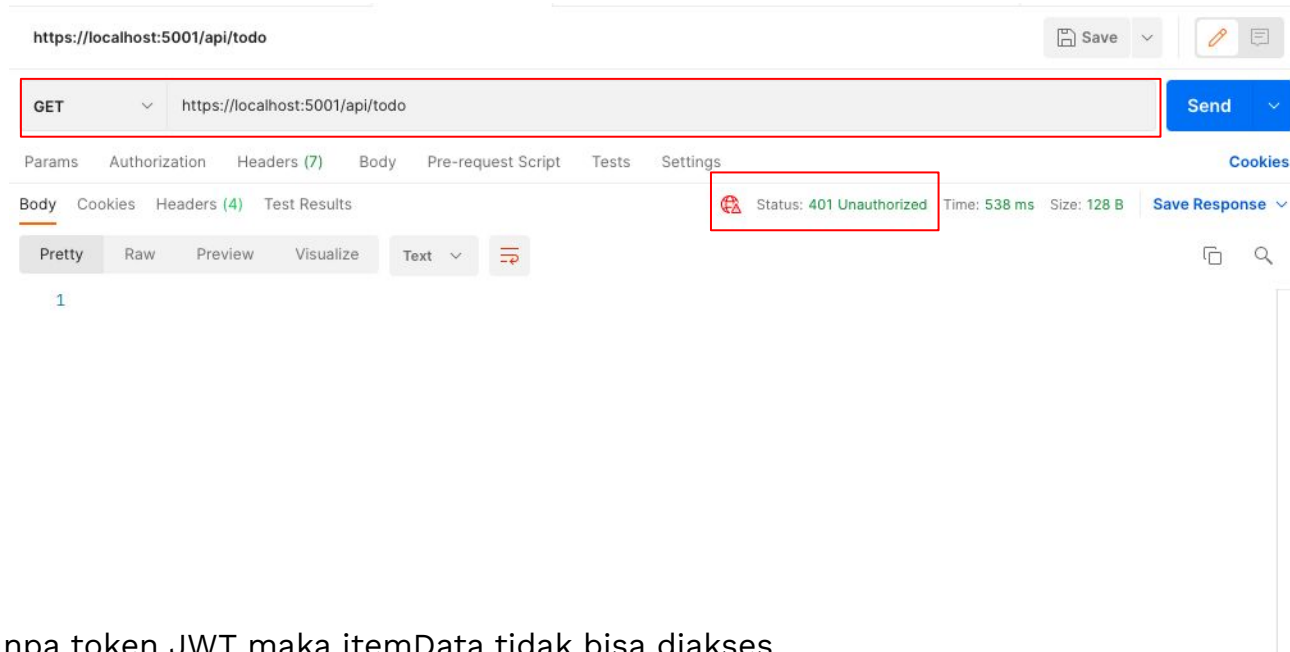 https://localhost:5001/api/todo
Save
GET https://localhost:5001/api/todo Send
Params Authorization Headers (7) Body Pre-request Script Tests Settings Cookies
Body Cookies Headers (4) Test Results Status: 401 Unauthorized Time: 538 ms Size: 128 B Save Response
Pretty Raw Preview Visualize Text
1
token JWT maka itemData tidak bisa diakses